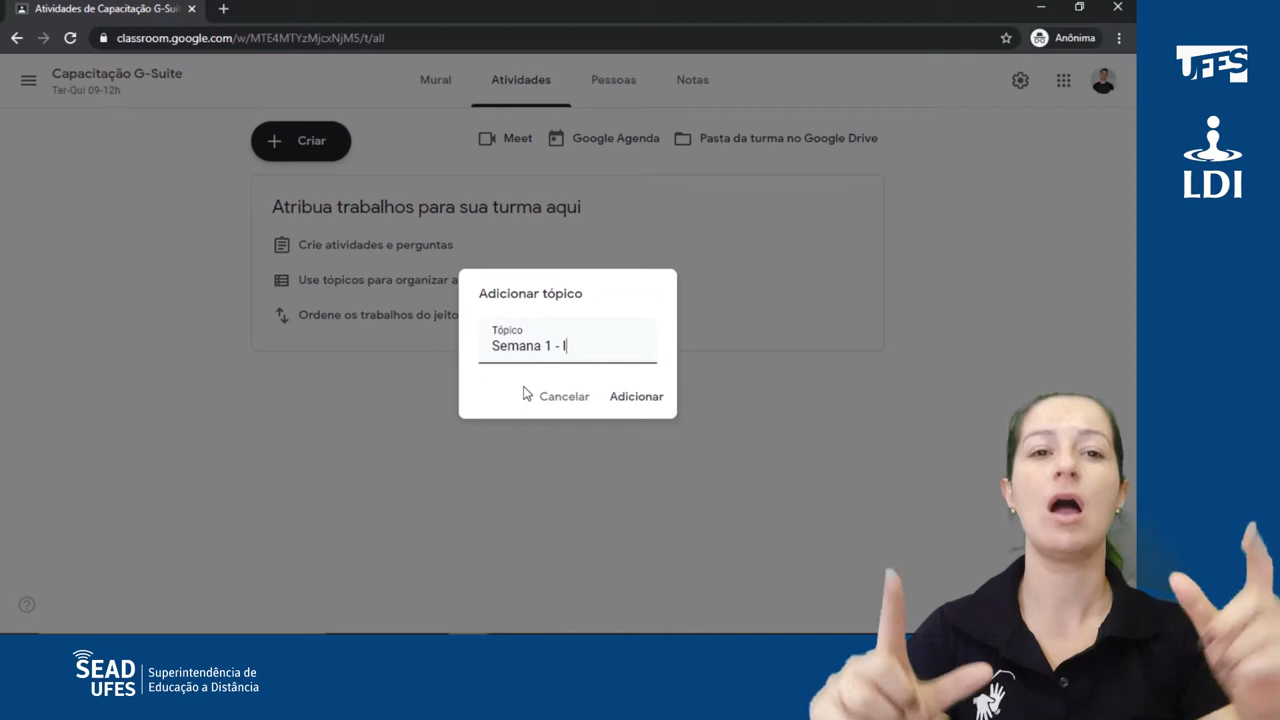 Atividades de Capacitação G-Sui
classroom.google.com/w/MTE4MTYzMjcxNjM5/t/all
Anônima
Capacitação G-Suite
Ter-Qui 09-12h
Mural
Atividades
Pessoas
Notas
Criar
Meet
Google Agenda
Pasta da turma no Google Drive
Atribua trabalhos para sua turma aqui
Crie atividades e perguntas
Use tópicos para organizar a
Ordene os trabalhos do jeito
Adicionar tópico
Tópico
Semana 1 - I
Cancelar
Adicionar
UFES
LDI
SEAD
UFES
Superintendência de
Educação a Distância